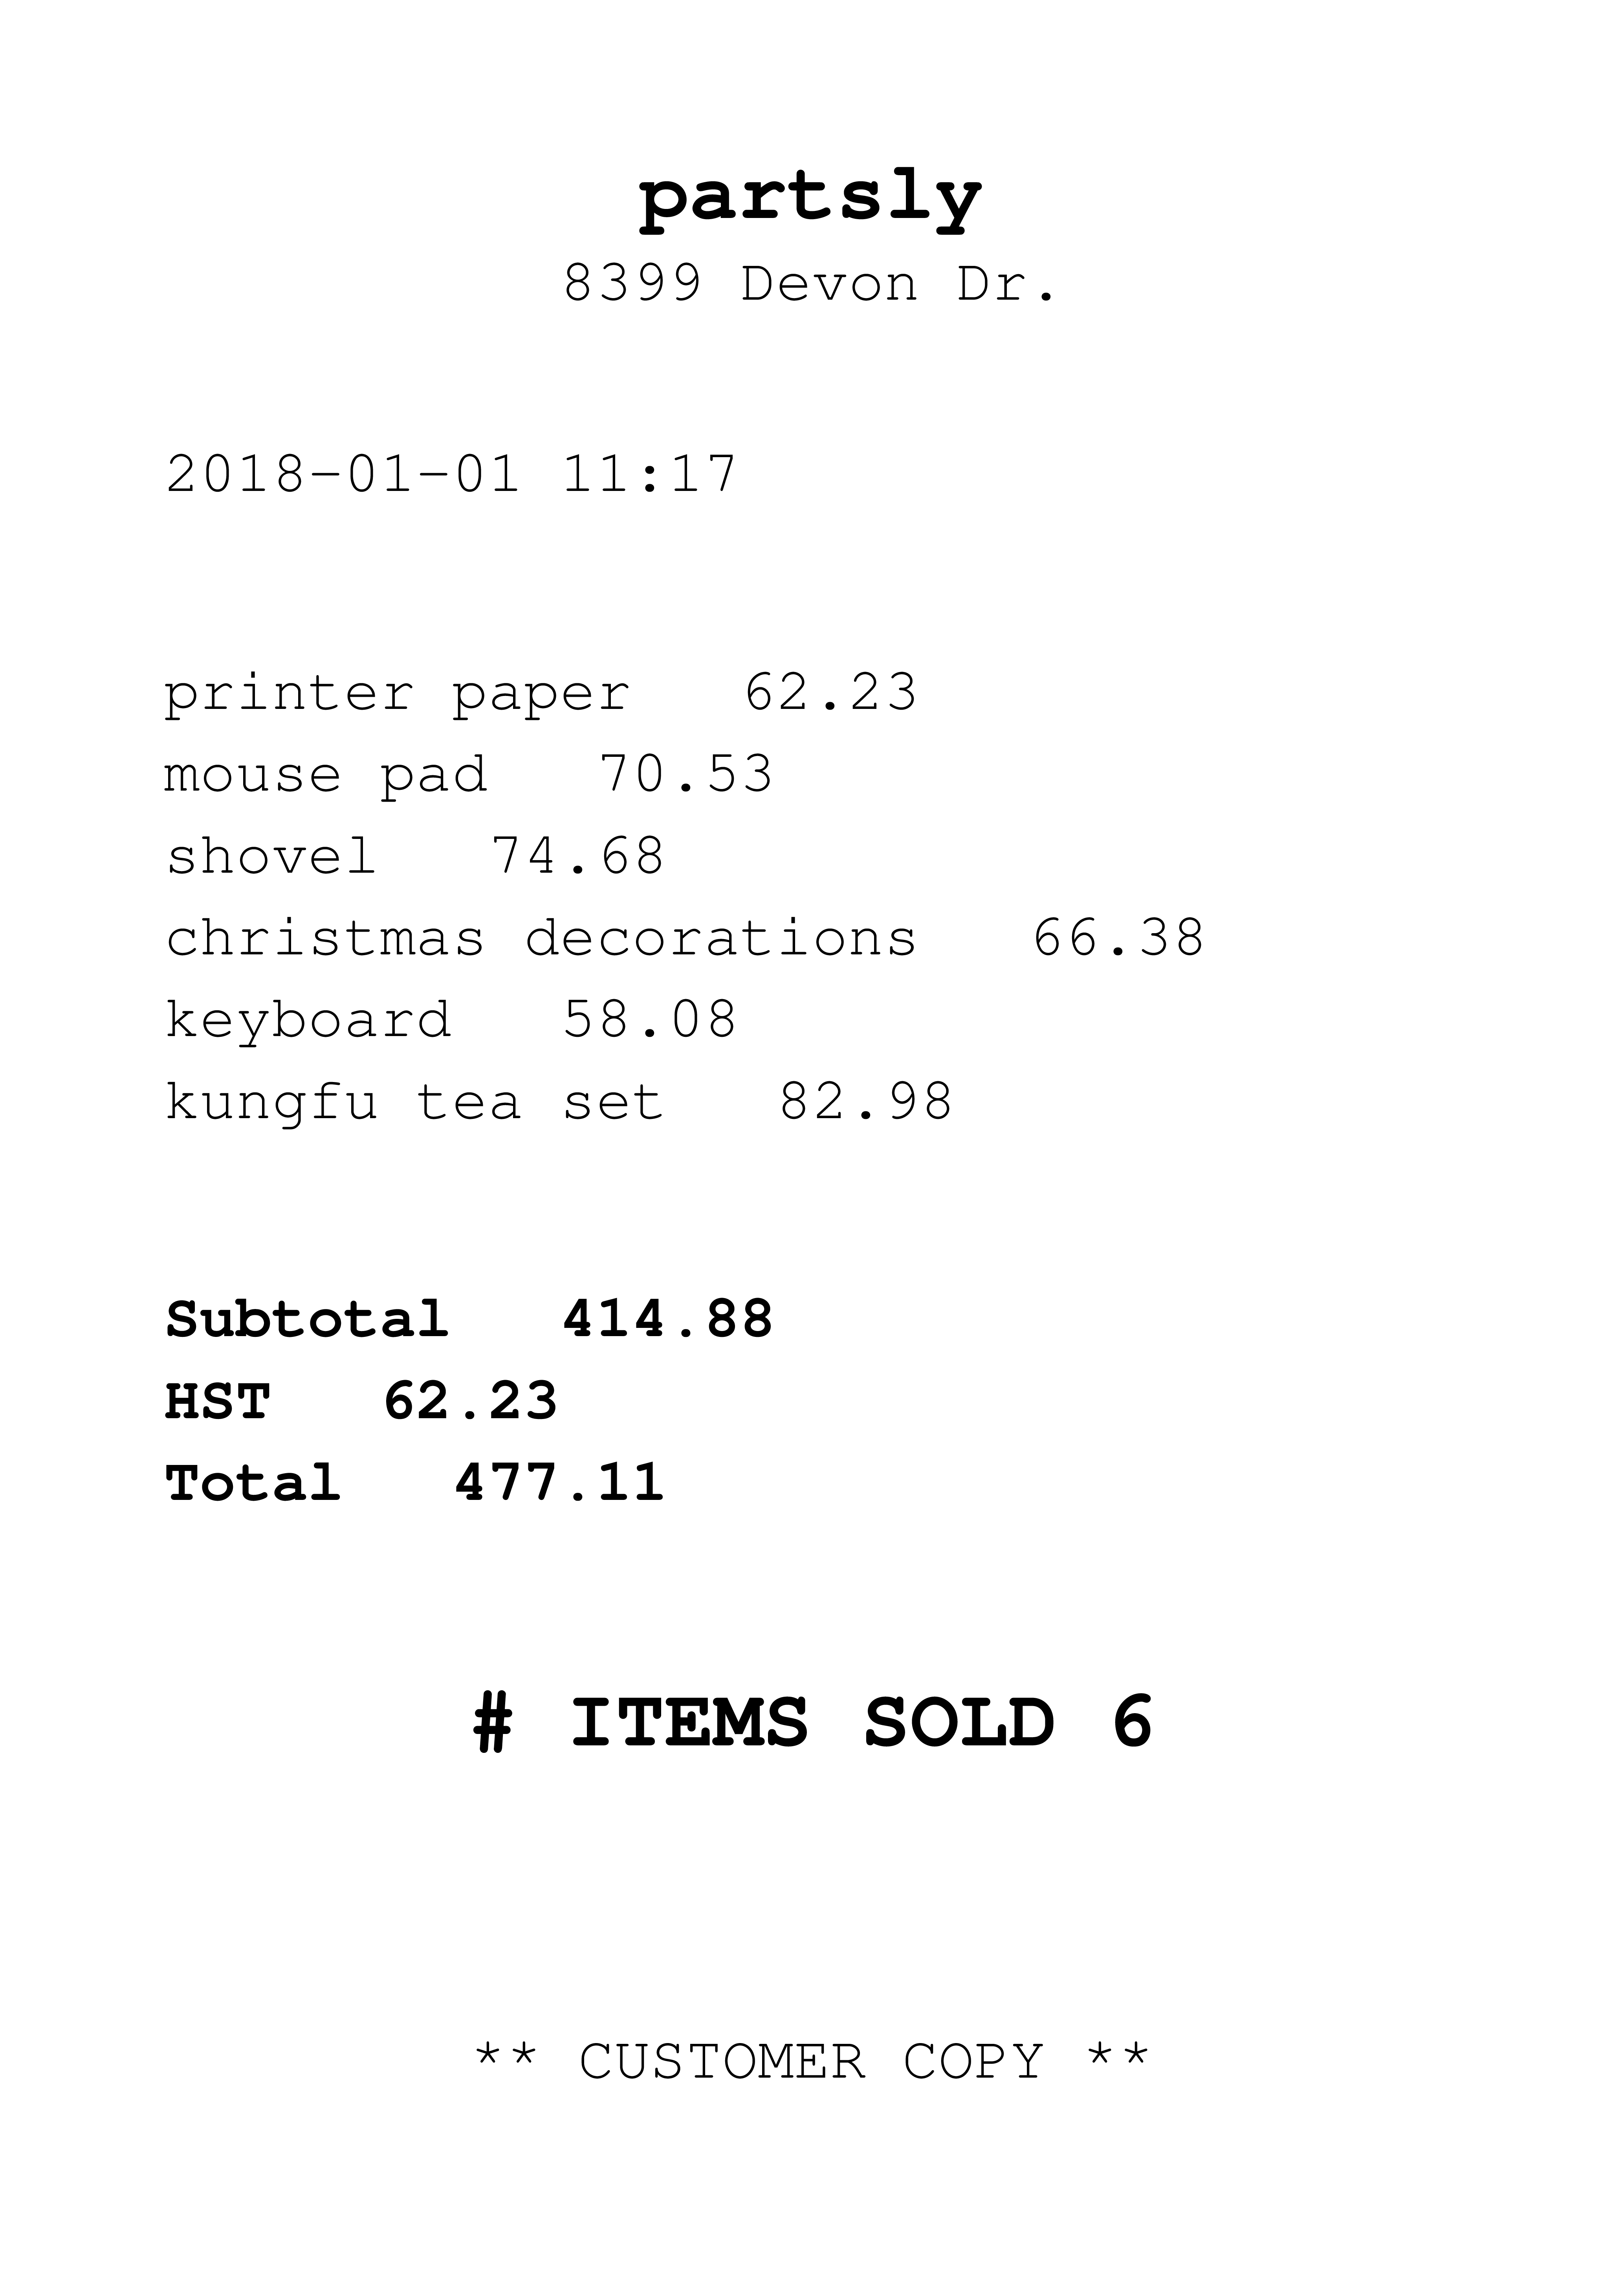 partsly
8399 Devon Dr.
2018-01-01 11:17
printer paper 62.23
mouse pad 70.53
shovel 74.68
christmas decorations 66.38
keyboard 58.08
kungfu tea set 82.98
Subtotal 414.88
HST 62.23
Total 477.11
# ITEMS SOLD 6
** CUSTOMER COPY **